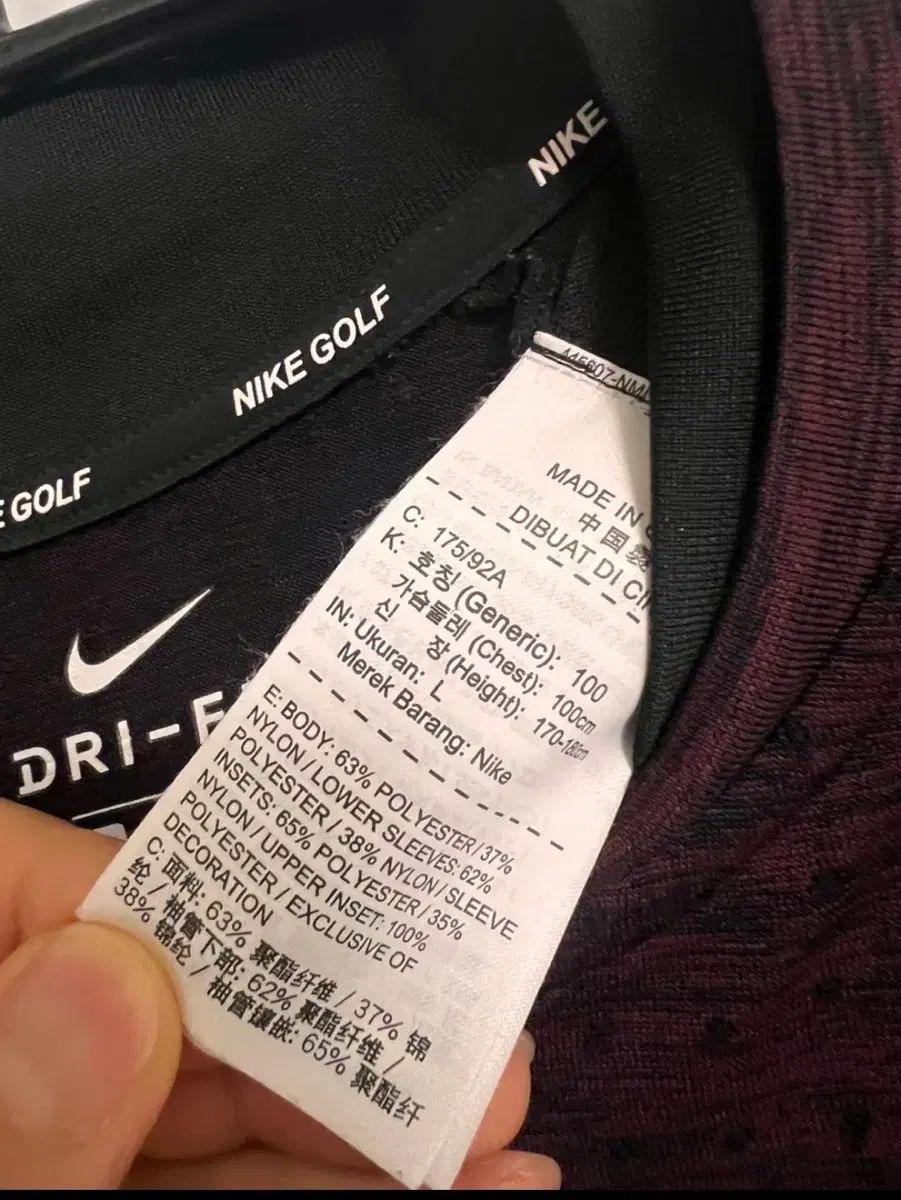 NIKE
NIKE GOLF
E GOLF
DRI-F
MADE IN
中国
DIBUAT DI CI
C: 175/92A
K: 호칭 (Generic): 100
가슴둘레 (Chest): 100cm
신 장 (Height): 170-180cm
IN: Ukuran: L
Merek Barang: Nike
E: BODY: 63% POLYESTER / 37%
NYLON / LOWER SLEEVES: 62%
POLYESTER / 38% NYLON / SLEEVE
INSETS: 65% POLYESTER / 35%
NYLON / UPPER INSET: 100%
POLYESTER / EXCLUSIVE OF
DECORATION
C: 面料: 63% 聚酯纤维 / 37% 锦
纶 / 袖管下部: 62% 聚酯纤维 /
38% 锦纶 / 袖管镶嵌: 65% 聚酯纤